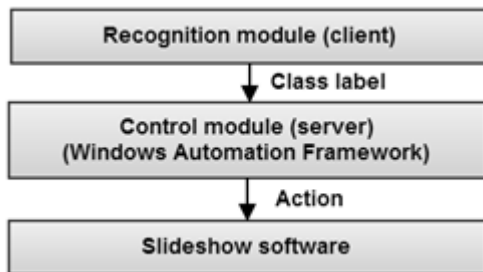 Recognition module (client)
Class label
Control module (server)
(Windows Automation Framework)
Action
Slideshow software